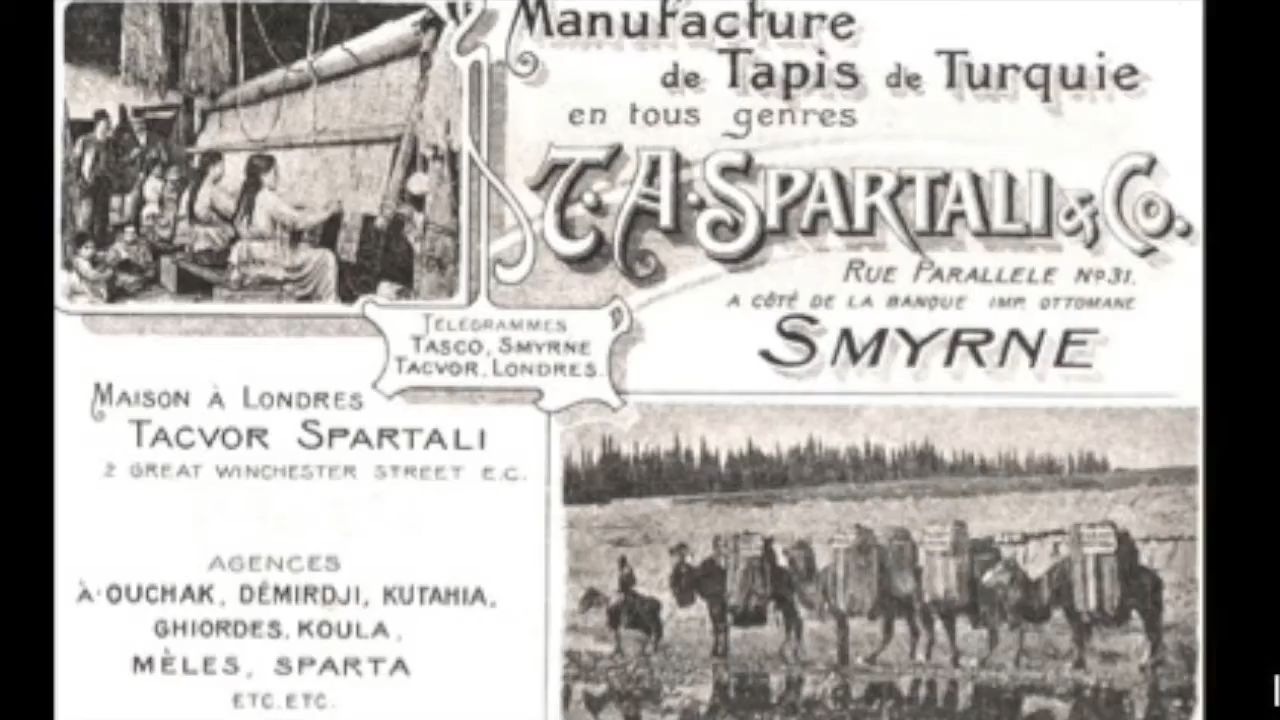 Manufacture
de Tapis de Turquie
en tous genres
T.A. SPARTALI & Co.
RUE PARALLELE No 31.
A CÔTÉ DE LA BANQUE IMP. OTTOMANE
SMYRNE
TÉLÉGRAMMES
TASCO, SMYRNE
TACVOR, LONDRES
MAISON À LONDRES
TACVOR SPARTALI
2 GREAT WINCHESTER STREET E.C.
AGENCES
À OUCHAK, DÉMIRDJI, KUTAHIA,
GHIORDES, KOULA,
MÈLES, SPARTA
ETC. ETC.